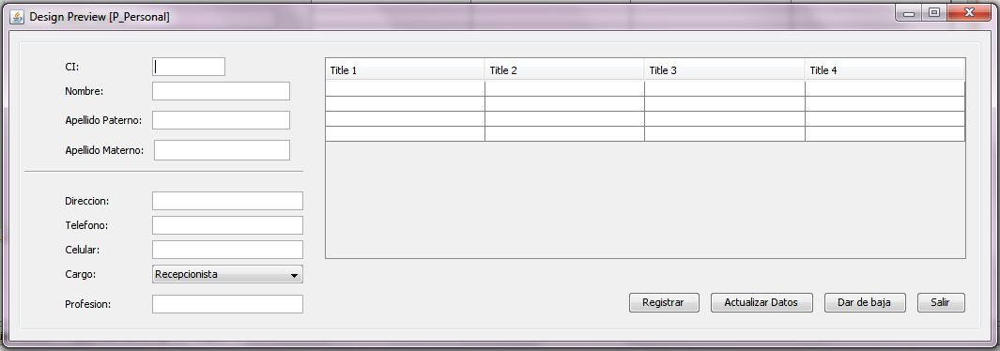 Design Preview [P_Personal]
CI:
Nombre:
Apellido Paterno:
Apellido Materno:
Direccion:
Telefono:
Celular:
Cargo: Recepcionista
Profesion:
Title 1 Title 2 Title 3 Title 4
Registrar Actualizar Datos Dar de baja Salir